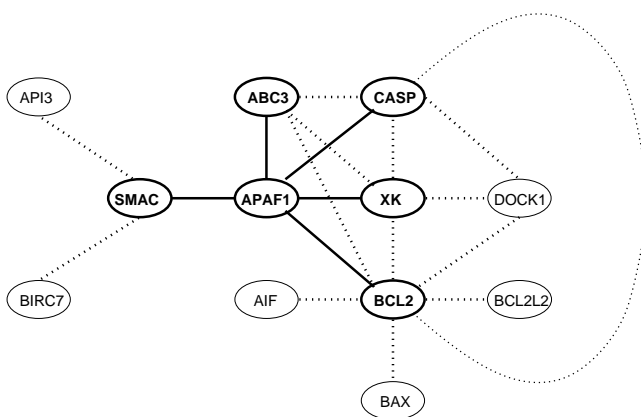 API3
ABC3
CASP
SMAC
APAF1
XK
DOCK1
BIRC7
AIF
BCL2
BCL2L2
BAX